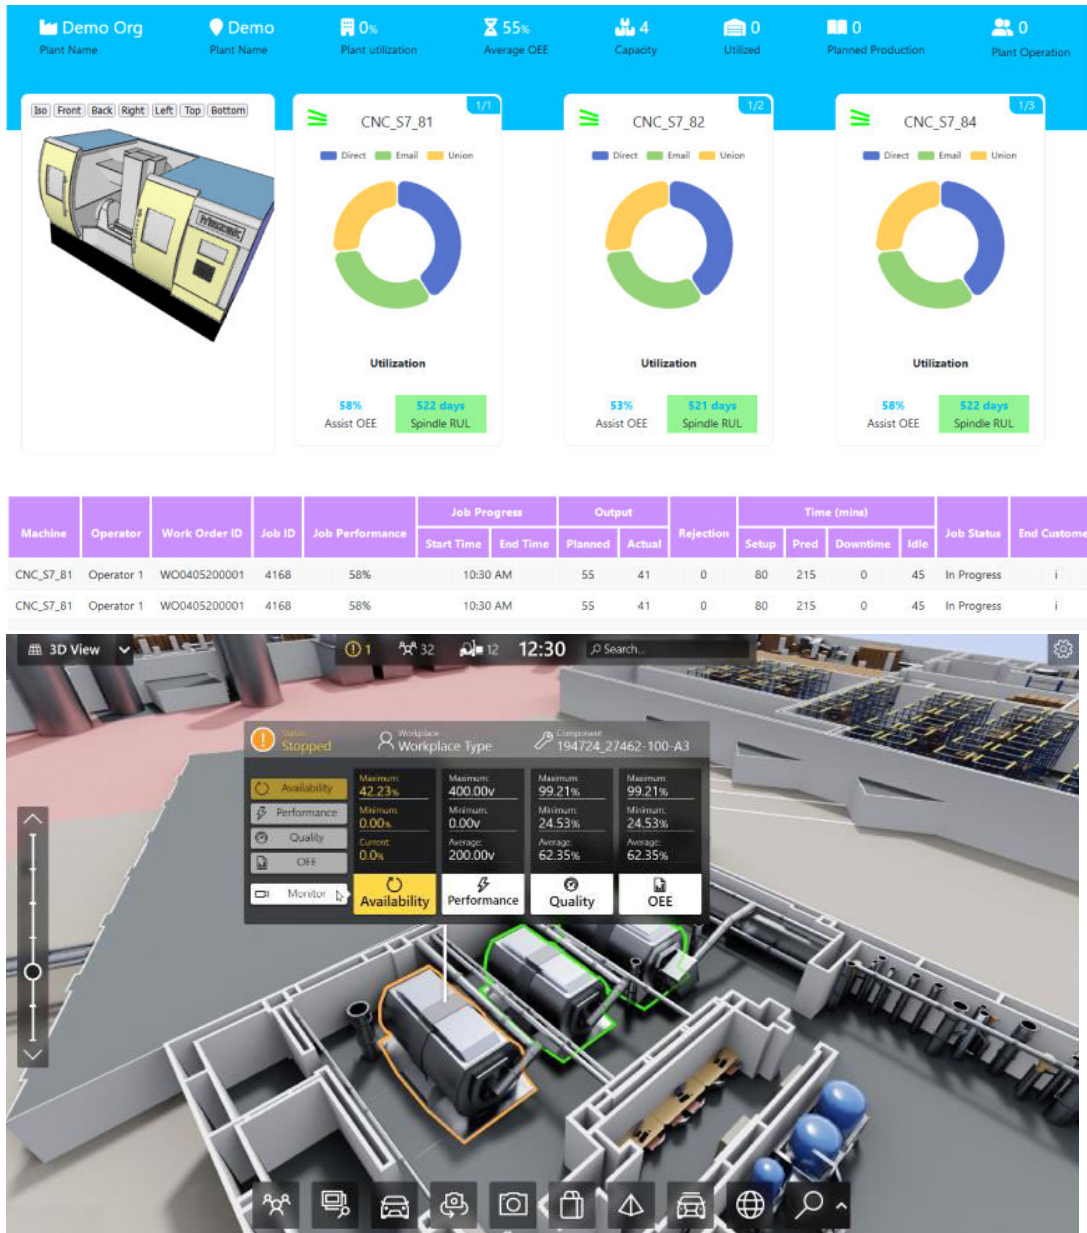 Demo Org
Plant Name
Demo
Plant Name
0%
Plant utilization
55%
Average OEE
4
Capacity
0
Utilized
0
Planned Production
0
Plant Operation
Iso Front Back Right Left Top Bottom
Mazak
1/1
CNC_S7_81
Direct Email Union
Utilization
58%
Assist OEE
522 days
Spindle RUL
1/2
CNC_S7_82
Direct Email Union
Utilization
53%
Assist OEE
521 days
Spindle RUL
1/3
CNC_S7_84
Direct Email Union
Utilization
58%
Assist OEE
522 days
Spindle RUL
Machine Operator Work Order ID Job ID Job Performance Job Progress Output Rejection Time (mins) Job Status End Custome
Start Time End Time Planned Actual Setup Pred Downtime Idle
CNC_S7_81 Operator 1 WO0405200001 4168 58% 10:30 AM 55 41 0 80 215 0 45 In Progress i
CNC_S7_81 Operator 1 WO0405200001 4168 58% 10:30 AM 55 41 0 80 215 0 45 In Progress i
3D View 1 32 12 12:30 Search...
Status
Stopped
Workplace
Workplace Type
Component
194724_27462-100-A3
Availability
Performance
Quality
OEE
Monitor
Maximum:
42.23%
Minimum:
0.00%
Current:
0.0%
Availability
Maximum:
400.00v
Minimum:
0.00v
Average:
200.00v
Performance
Maximum:
99.21%
Minimum:
24.53%
Average:
62.35%
Quality
Maximum:
99.21%
Minimum:
24.53%
Average:
62.35%
OEE